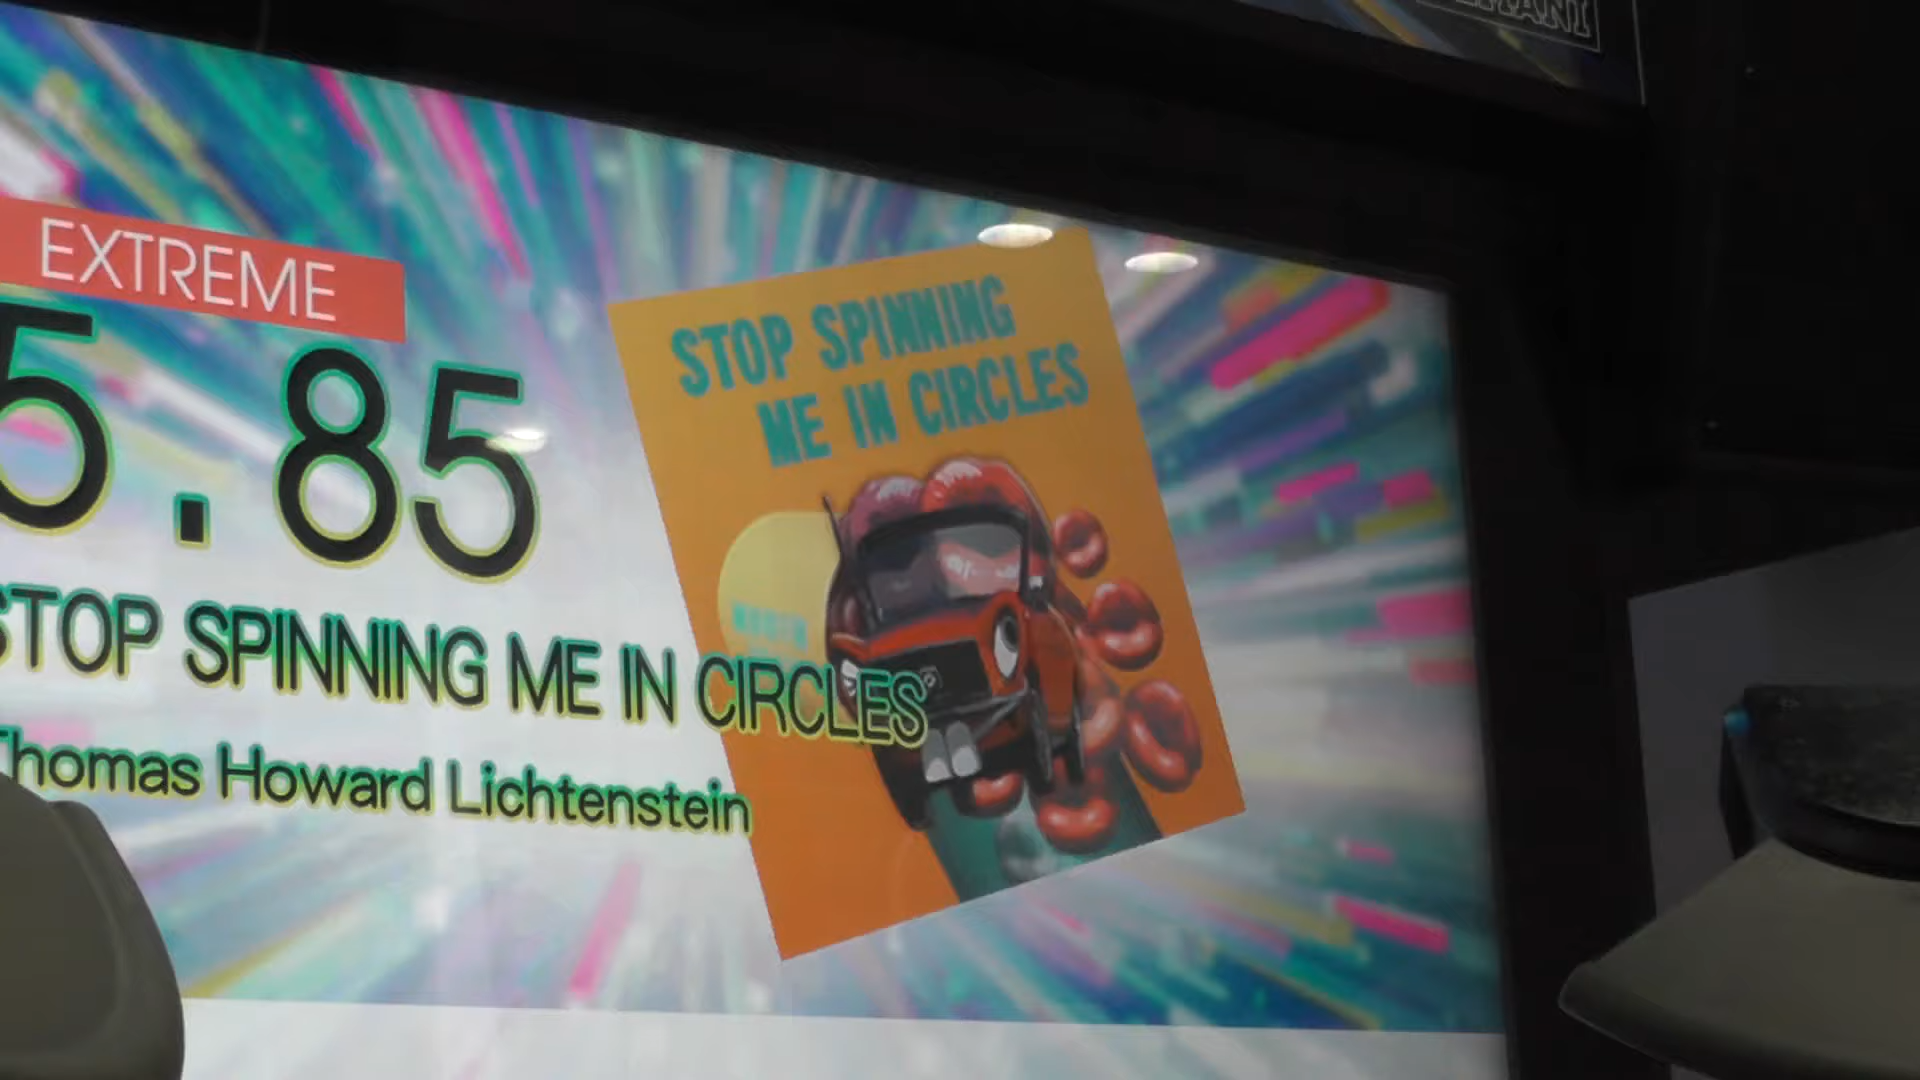 EXTREME
5.85
STOP SPINNING ME IN CIRCLES
Thomas Howard Lichtenstein
STOP SPINNING
ME IN CIRCLES